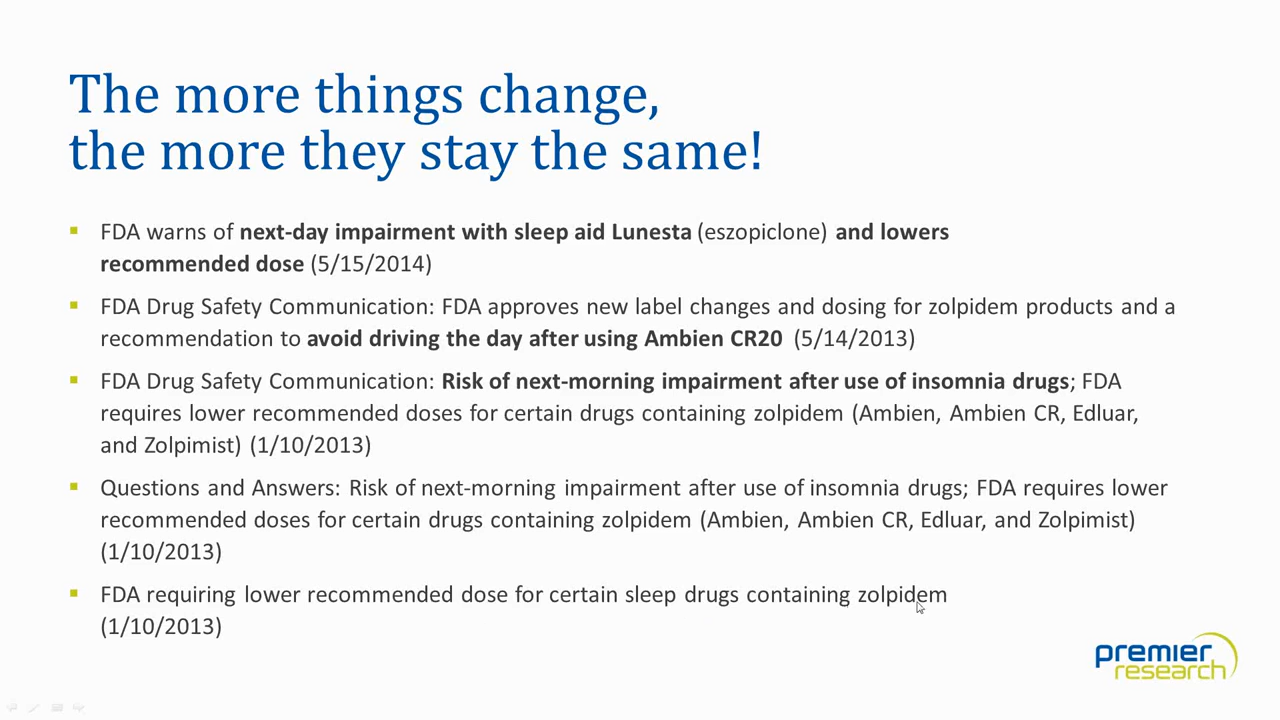 The more things change,
the more they stay the same!
▪ FDA warns of next-day impairment with sleep aid Lunesta (eszopiclone) and lowers
recommended dose (5/15/2014)
▪ FDA Drug Safety Communication: FDA approves new label changes and dosing for zolpidem products and a
recommendation to avoid driving the day after using Ambien CR20 (5/14/2013)
▪ FDA Drug Safety Communication: Risk of next-morning impairment after use of insomnia drugs; FDA
requires lower recommended doses for certain drugs containing zolpidem (Ambien, Ambien CR, Edluar,
and Zolpimist) (1/10/2013)
▪ Questions and Answers: Risk of next-morning impairment after use of insomnia drugs; FDA requires lower
recommended doses for certain drugs containing zolpidem (Ambien, Ambien CR, Edluar, and Zolpimist)
(1/10/2013)
▪ FDA requiring lower recommended dose for certain sleep drugs containing zolpidem
(1/10/2013)
premier
research